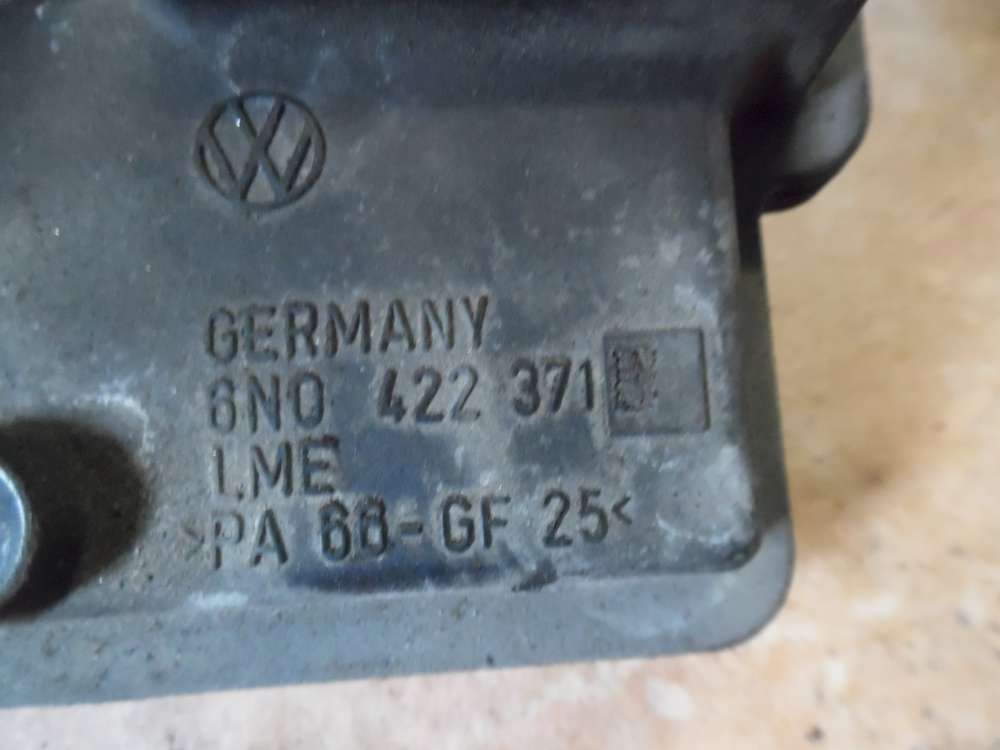 GERMANY
6N0 422 371
LME
>PA 66-GF 25<